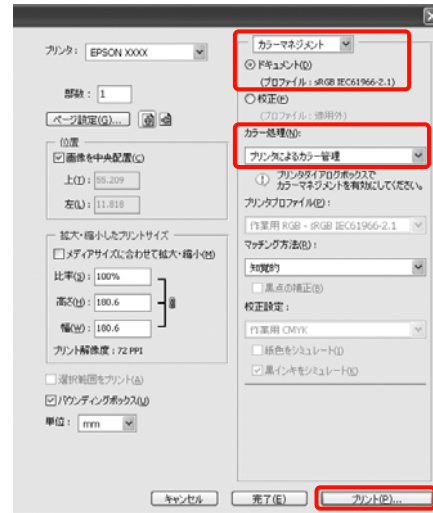 プリンタ: EPSON XXXX
部数: 1
ページ設定(G)...
位置
画像を中央配置(C)
上(T): 55.209
左(L): 11.818
拡大・縮小したプリントサイズ
メディアサイズに合わせて拡大・縮小(M)
比率(S): 100%
高さ(H): 180.6
幅(W): 180.6
プリント解像度: 72 PPI
選択範囲をプリント(A)
バウンディングボックス(U)
単位: mm
カラーマネジメント
ドキュメント(D)
(プロファイル: sRGB IEC61966-2.1)
校正(F)
(プロファイル: 適用外)
カラー処理(N):
プリンタによるカラー管理
プリンタダイアログボックスで
カラーマネジメントを有効にしてください。
プリンタプロファイル(P):
作業用 RGB - sRGB IEC61966-2.1
マッチング方法(R):
知覚的
黒点の補正(B)
校正設定:
作業用 CMYK
紙色をシミュレート(I)
黒インキをシミュレート(K)
キャンセル
完了(E)
プリント(P)...